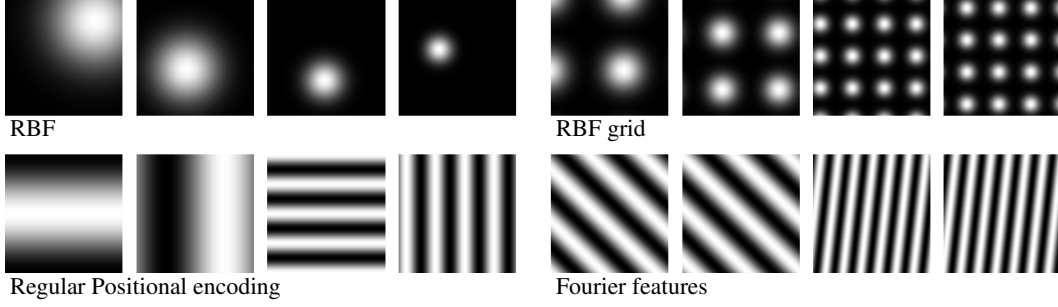 RBF
RBF grid
Regular Positional encoding
Fourier features